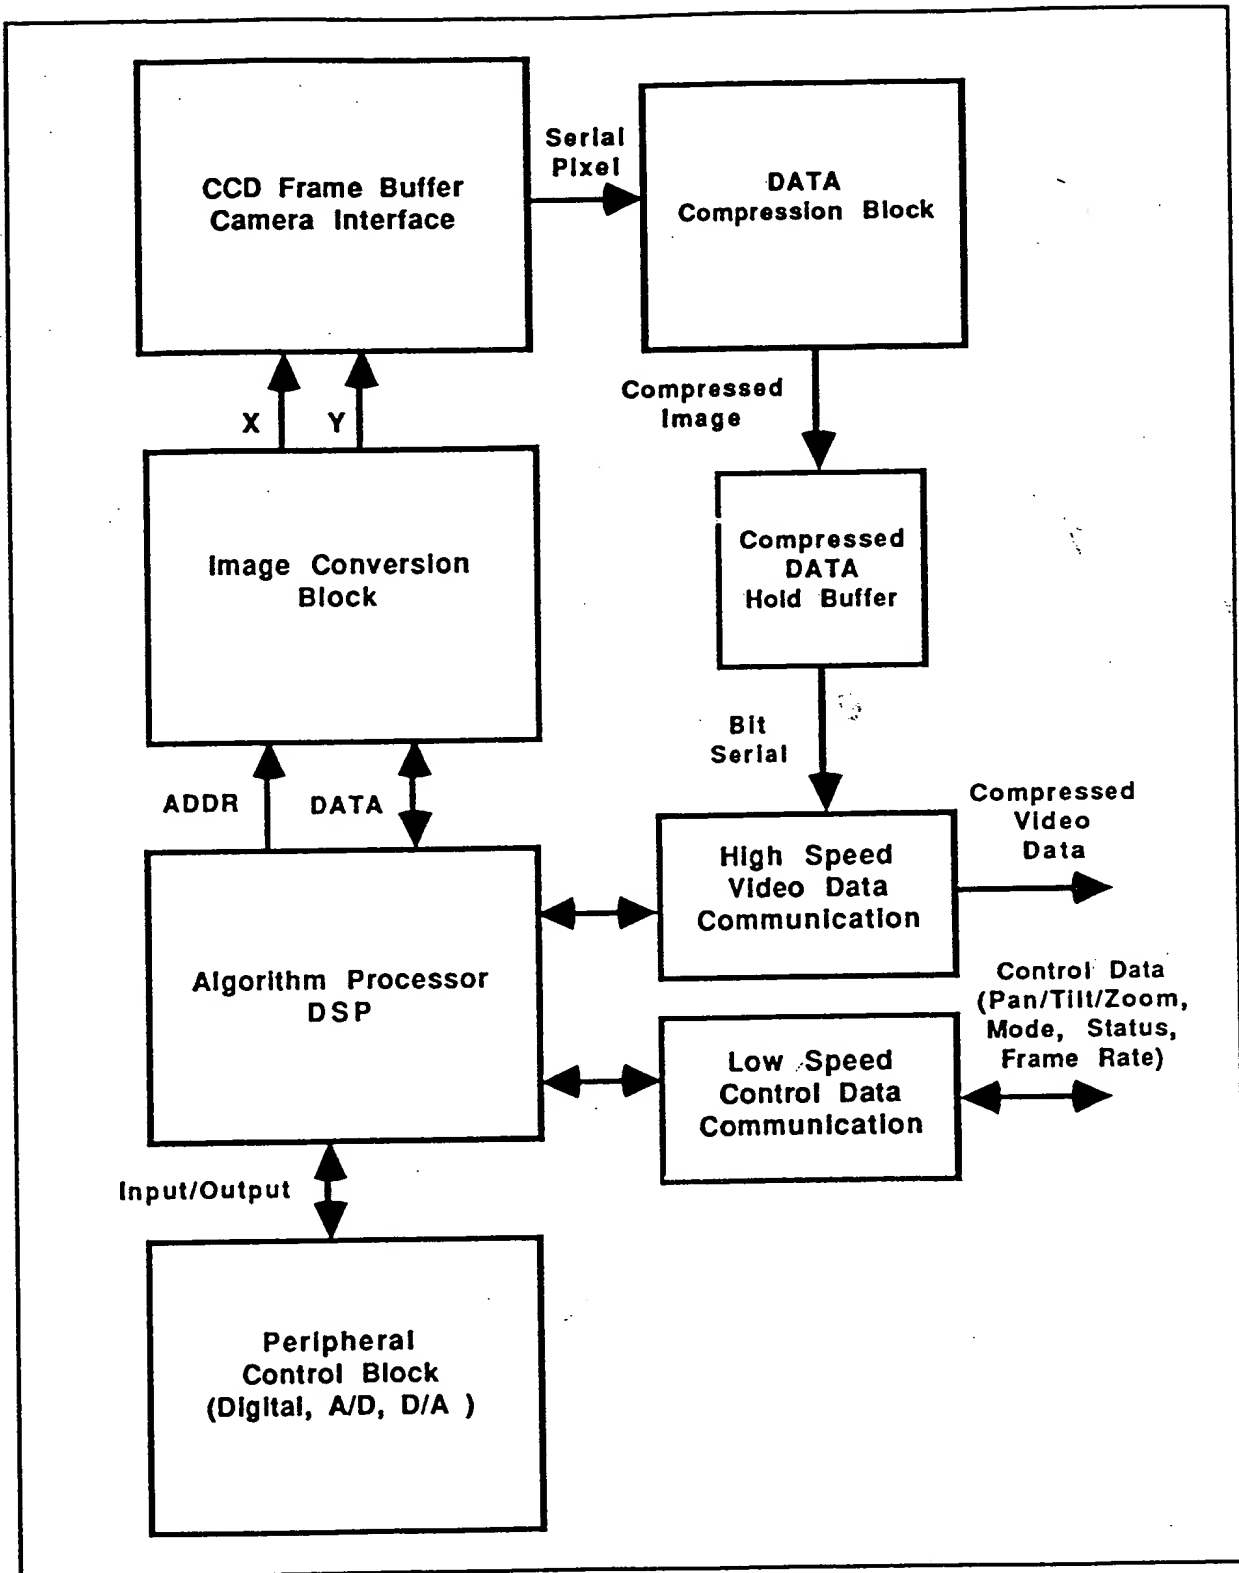 CCD Frame Buffer
Camera Interface
Serial
Pixel
DATA
Compression Block
X
Y
Compressed
Image
Image Conversion
Block
Compressed
DATA
Hold Buffer
Bit
Serial
ADDR
DATA
High Speed
Video Data
Communication
Compressed
Video
Data
Algorithm Processor
DSP
Low Speed
Control Data
Communication
Control Data
(Pan/Tilt/Zoom,
Mode, Status,
Frame Rate)
Input/Output
Peripheral
Control Block
(Digital, A/D, D/A )